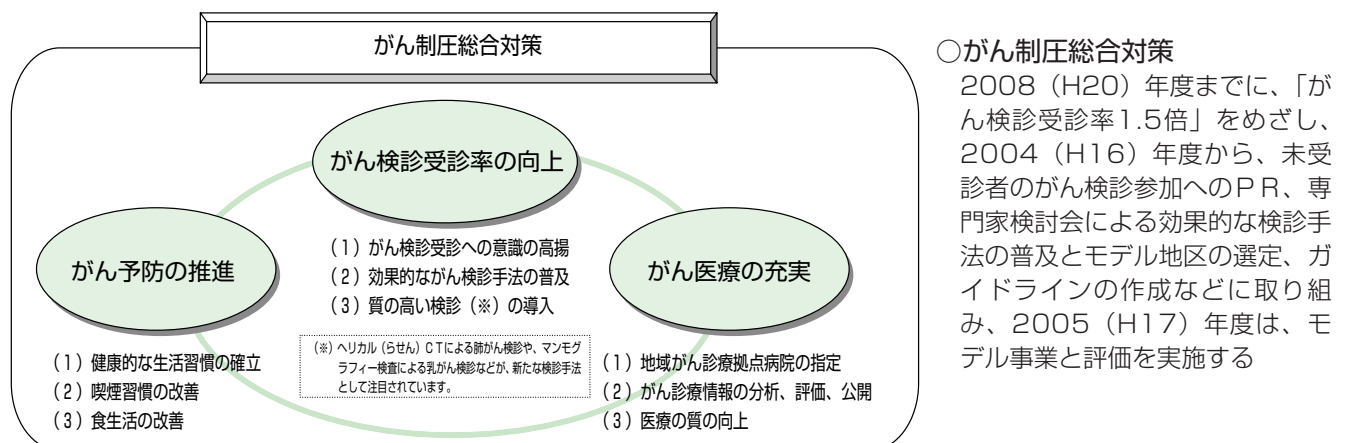 がん制圧総合対策
がん検診受診率の向上
(1)がん検診受診への意識の高揚
(2)効果的ながん検診手法の普及
(3)質の高い検診(※)の導入
(※)ヘリカル(らせん)CTによる肺がん検診や、マンモグ
ラフィー検査による乳がん検診などが、新たな検診手法
として注目されています。
がん予防の推進
(1)健康的な生活習慣の確立
(2)喫煙習慣の改善
(3)食生活の改善
がん医療の充実
(1)地域がん診療拠点病院の指定
(2)がん診療情報の分析、評価、公開
(3)医療の質の向上
○がん制圧総合対策
2008(H20)年度までに、「が
ん検診受診率1.5倍」をめざし、
2004(H16)年度から、未受
診者のがん検診参加へのPR、専
門家検討会による効果的な検診手
法の普及とモデル地区の選定、ガ
イドラインの作成などに取り組
み、2005(H17)年度は、モ
デル事業と評価を実施する